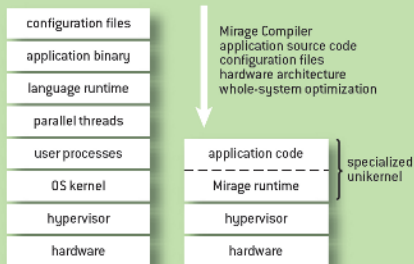 configuration files
application binary
language runtime
parallel threads
user processes
OS kernel
hypervisor
hardware
Mirage Compiler
application source code
configuration files
hardware architecture
whole-system optimization
application code
Mirage runtime
hypervisor
hardware
specialized
unikernel